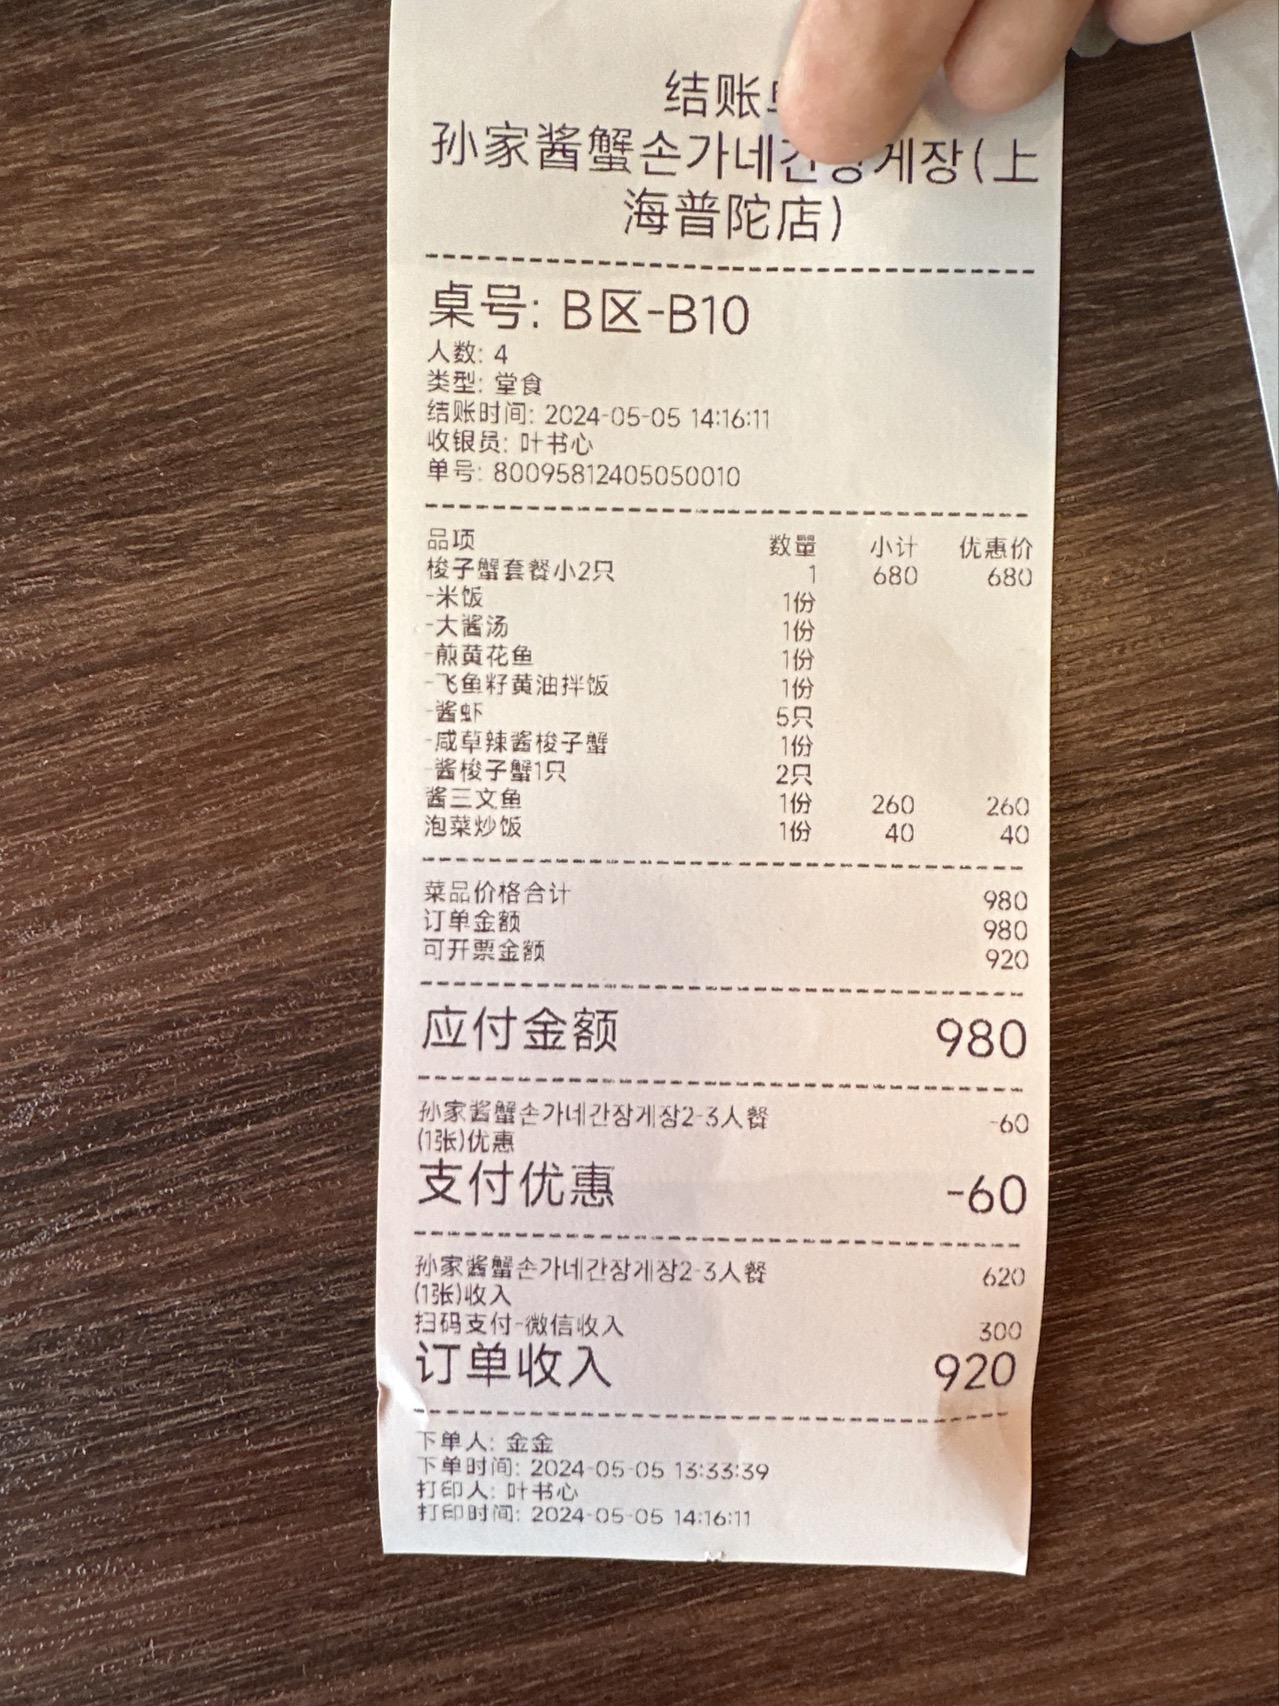 结账
孙家酱蟹손가네간장게장(上
海普陀店)
桌号: B区-B10
人数: 4
类型: 堂食
结账时间: 2024-05-05 14:16:11
收银员: 叶书心
单号: 80095812405050010
品项 数量 小计 优惠价
梭子蟹套餐小2只 1 680 680
-米饭 1份
-大酱汤 1份
-煎黄花鱼 1份
-飞鱼籽黄油拌饭 1份
-酱虾 5只
-咸草辣酱梭子蟹 1份
-酱梭子蟹1只 2只
酱三文鱼 1份 260 260
泡菜炒饭 1份 40 40
菜品价格合计 980
订单金额 980
可开票金额 920
应付金额 980
孙家酱蟹손가네간장게장2-3人餐 -60
(1张)优惠
支付优惠 -60
孙家酱蟹손가네간장게장2-3人餐 620
(1张)收入
扫码支付-微信收入 300
订单收入 920
下单人: 金金
下单时间: 2024-05-05 13:33:39
打印人: 叶书心
打印时间: 2024-05-05 14:16:11